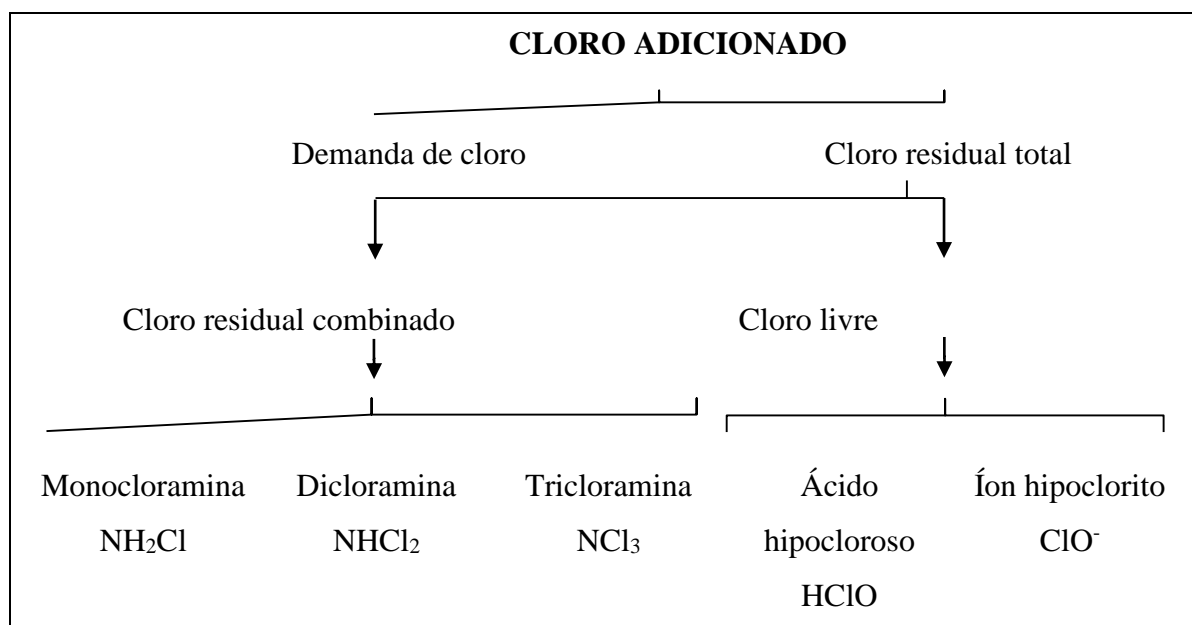 CLORO ADICIONADO
Demanda de cloro Cloro residual total
Cloro residual combinado Cloro livre
Monocloramina Dicloramina Tricloramina Ácido Íon hipoclorito
NH₂Cl NHCl₂ NCl₃ hipocloroso ClO⁻
HClO